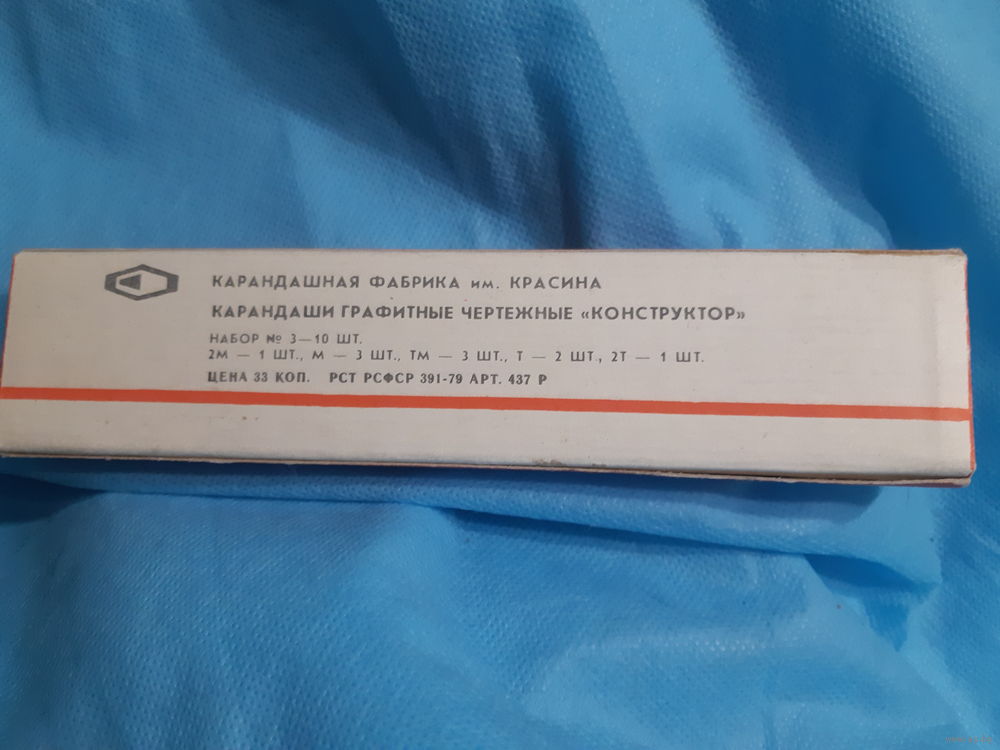 КАРАНДАШНАЯ ФАБРИКА им. КРАСИНА
КАРАНДАШИ ГРАФИТНЫЕ ЧЕРТЕЖНЫЕ «КОНСТРУКТОР»
НАБОР № 3—10 ШТ.
2М — 1 ШТ., М — 3 ШТ., ТМ — 3 ШТ., Т — 2 ШТ., 2Т — 1 ШТ.
ЦЕНА 33 КОП. РСТ РСФСР 391-79 АРТ. 437 Р